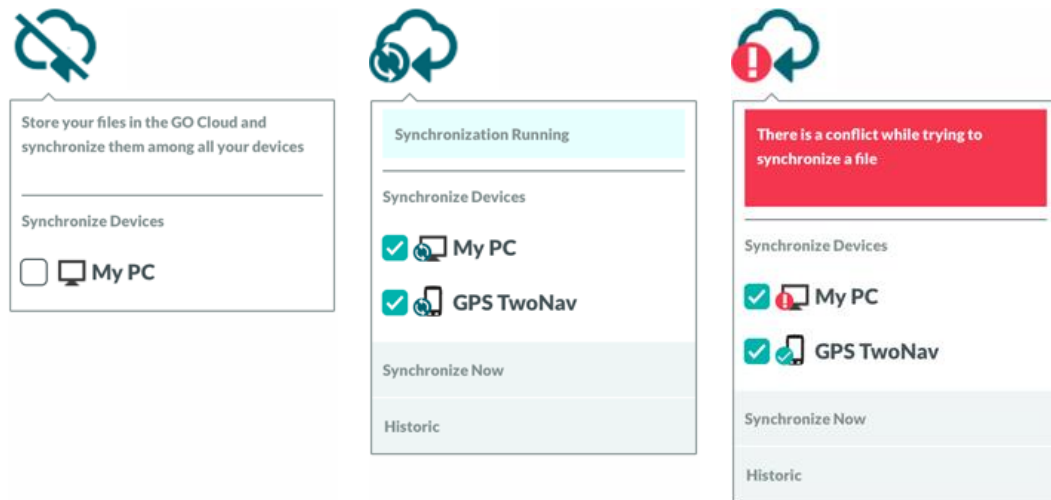 Store your files in the GO Cloud and
synchronize them among all your devices
Synchronize Devices
My PC
Synchronization Running
Synchronize Devices
My PC
GPS TwoNav
Synchronize Now
Historic
There is a conflict while trying to
synchronize a file
Synchronize Devices
My PC
GPS TwoNav
Synchronize Now
Historic